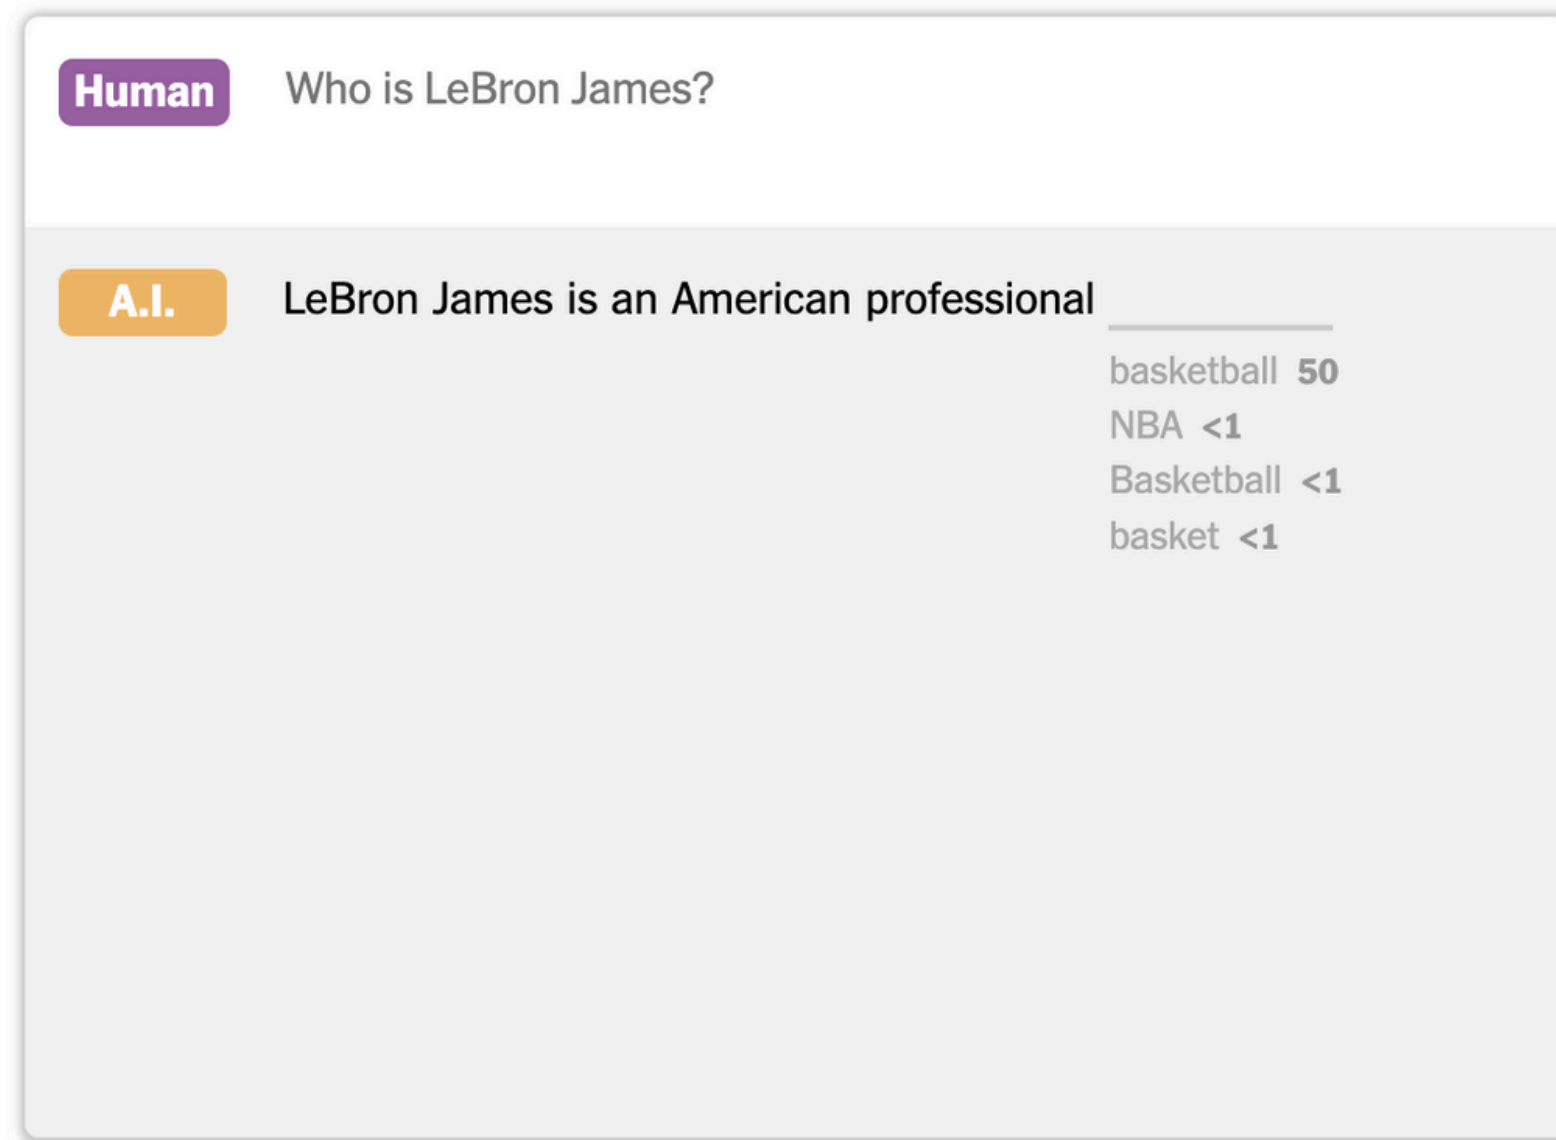 Human Who is LeBron James?
A.I. LeBron James is an American professional
basketball 50
NBA <1
Basketball <1
basket <1